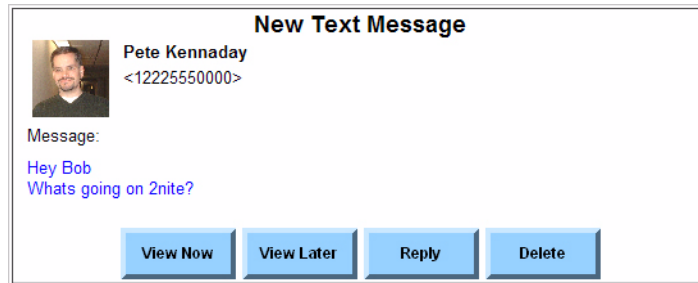 New Text Message
Pete Kennaday
<12225550000>
Message:
Hey Bob
Whats going on 2nite?
View Now View Later Reply Delete